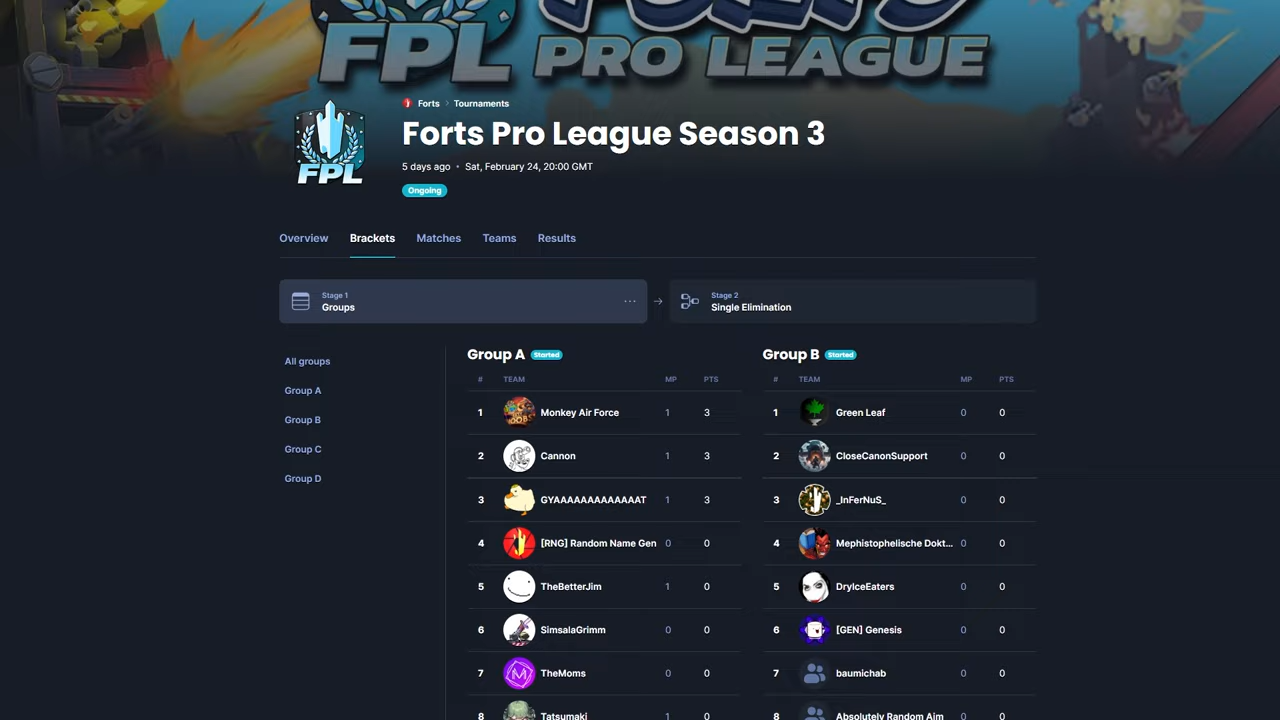 FPL PRO LEAGUE
FPL
Forts > Tournaments
Forts Pro League Season 3
5 days ago • Sat, February 24, 20:00 GMT
Ongoing
Overview Brackets Matches Teams Results
Stage 1
Groups
...
Stage 2
Single Elimination
All groups
Group A
Group B
Group C
Group D
Group A Started
# TEAM MP PTS
1 Monkey Air Force 1 3
2 Cannon 1 3
3 GYAAAAAAAAAAAAT 1 3
4 [RNG] Random Name Gen 0 0
5 TheBetterJim 1 0
6 SimsalaGrimm 0 0
7 TheMoms 0 0
8 Tatsumaki 1 0
Group B Started
# TEAM MP PTS
1 Green Leaf 0 0
2 CloseCanonSupport 0 0
3 _InFerNuS_ 0 0
4 Mephistophelische Dokt... 0 0
5 DryIceEaters 0 0
6 [GEN] Genesis 0 0
7 baumichab 0 0
8 Absolutely Random Aim 0 0